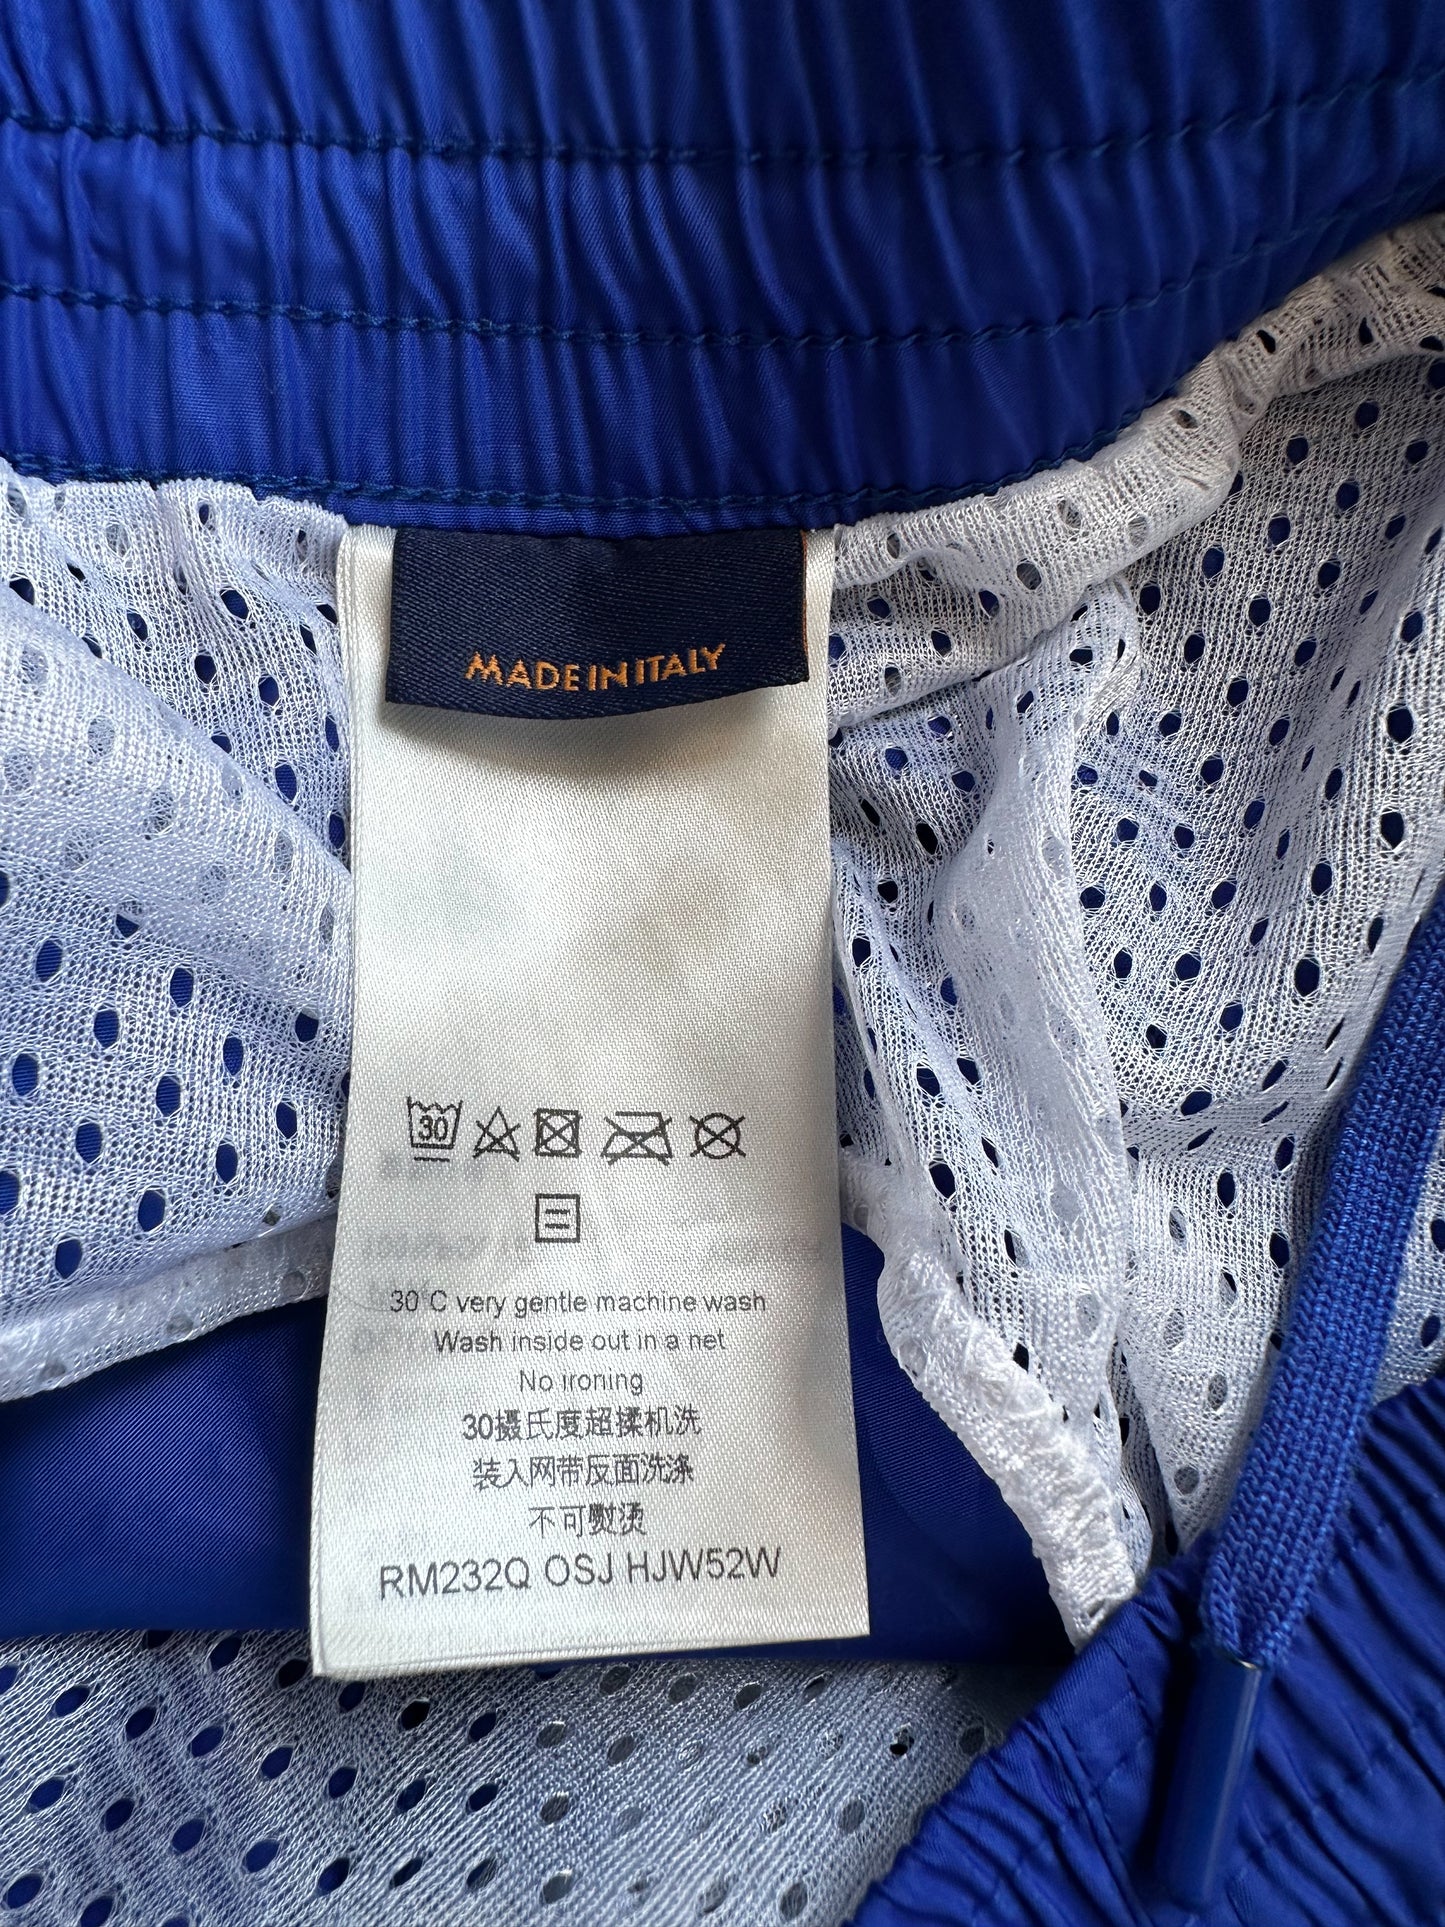 MADE IN ITALY
30
30°C very gentle machine wash
Wash inside out in a net
No ironing
30摄氏度超揉机洗
装入网带反面洗涤
不可熨烫
RM232Q OSJ HJW52W